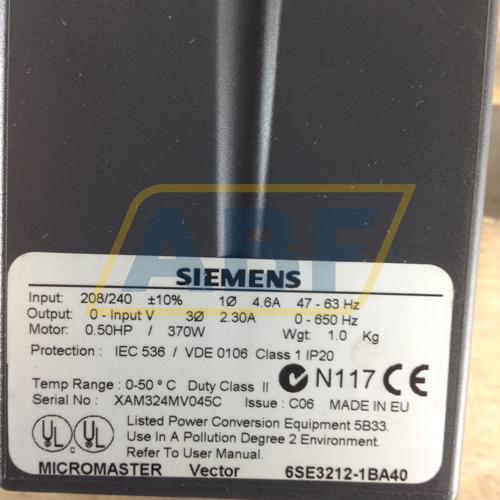 ABF
SIEMENS
Input: 208/240 ±10% 1Ø 4.6A 47 - 63 Hz
Output: 0 - Input V 3Ø 2.30A 0 - 650 Hz
Motor: 0.50HP / 370W Wgt: 1.0 Kg
Protection : IEC 536 / VDE 0106 Class 1 IP20
Temp Range : 0-50 ° C Duty Class II N117 CE
Serial No : XAM324MV045C Issue : C06 MADE IN EU
UL UL Listed Power Conversion Equipment 5B33.
Use In A Pollution Degree 2 Environment.
Refer To User Manual.
MICROMASTER Vector 6SE3212-1BA40